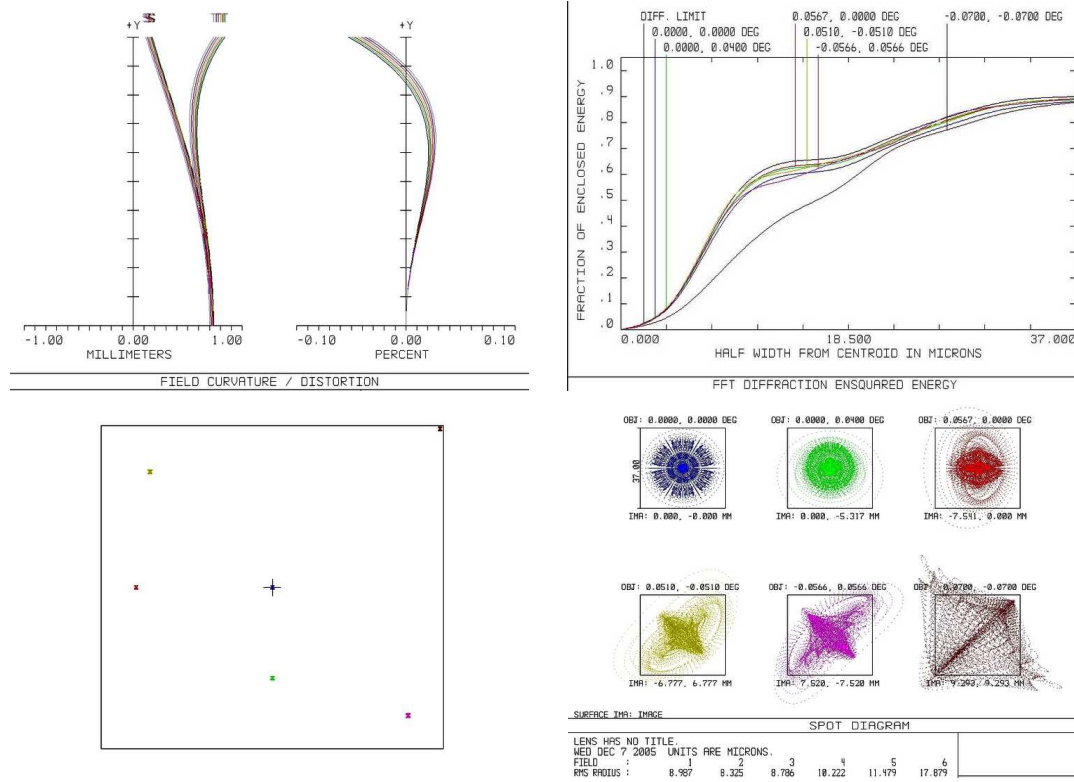 +Y
+Y
-1.00 0.00 1.00
MILLIMETERS
-0.10 0.00 0.10
PERCENT
FIELD CURVATURE / DISTORTION
DIFF. LIMIT 0.0567, 0.0000 DEG -0.0700, -0.0700 DEG
0.0000, 0.0000 DEG 0.0510, -0.0510 DEG
0.0000, 0.0400 DEG -0.0566, 0.0566 DEG
1.0
.9
.8
.7
.6
.5
.4
.3
.2
.1
.0
FRACTION OF ENCLOSED ENERGY
0.000 18.500 37.000
HALF WIDTH FROM CENTROID IN MICRONS
FFT DIFFRACTION ENSQUARED ENERGY
OBJ: 0.0000, 0.0000 DEG
37.00
IMA: 0.000, -0.000 MM
OBJ: 0.0000, 0.0400 DEG
IMA: 0.000, -5.317 MM
OBJ: 0.0567, 0.0000 DEG
IMA: -7.541, 0.000 MM
OBJ: 0.0510, -0.0510 DEG
IMA: -6.777, 6.777 MM
OBJ: -0.0566, 0.0566 DEG
IMA: 7.520, -7.520 MM
OBJ: -0.0700, -0.0700 DEG
IMA: 9.293, 9.293 MM
SURFACE IMA: IMAGE
SPOT DIAGRAM
LENS HAS NO TITLE.
WED DEC 7 2005 UNITS ARE MICRONS.
FIELD : 1 2 3 4 5 6
RMS RADIUS : 8.987 8.325 8.786 10.222 11.479 17.879